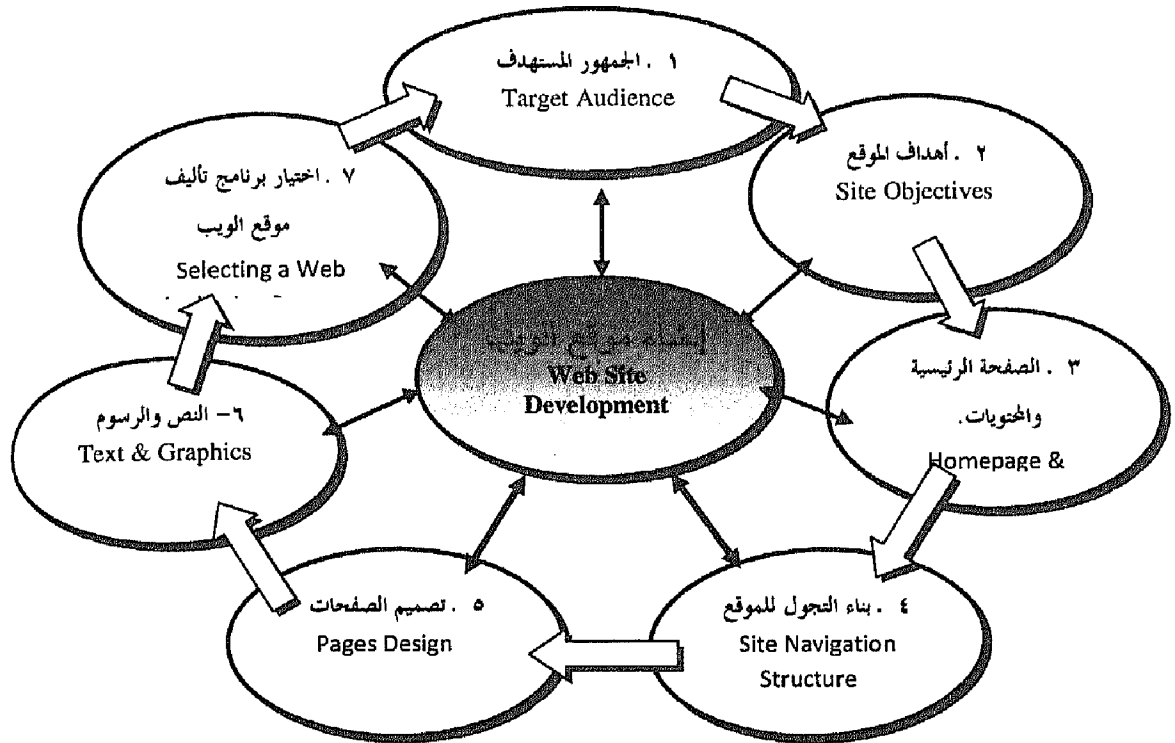 ١ . الجمهور المستهدف
Target Audience
٢ . أهداف الموقع
Site Objectives
٣ . الصفحة الرئيسية
والمحتويات.
Homepage &
٤ . بناء التجول للموقع
Site Navigation
Structure
٥ . تصميم الصفحات
Pages Design
٦- النص والرسوم
Text & Graphics
٧ . اختيار برنامج تأليف
موقع الويب
Selecting a Web
إنشاء موقع الويب
Web Site
Development